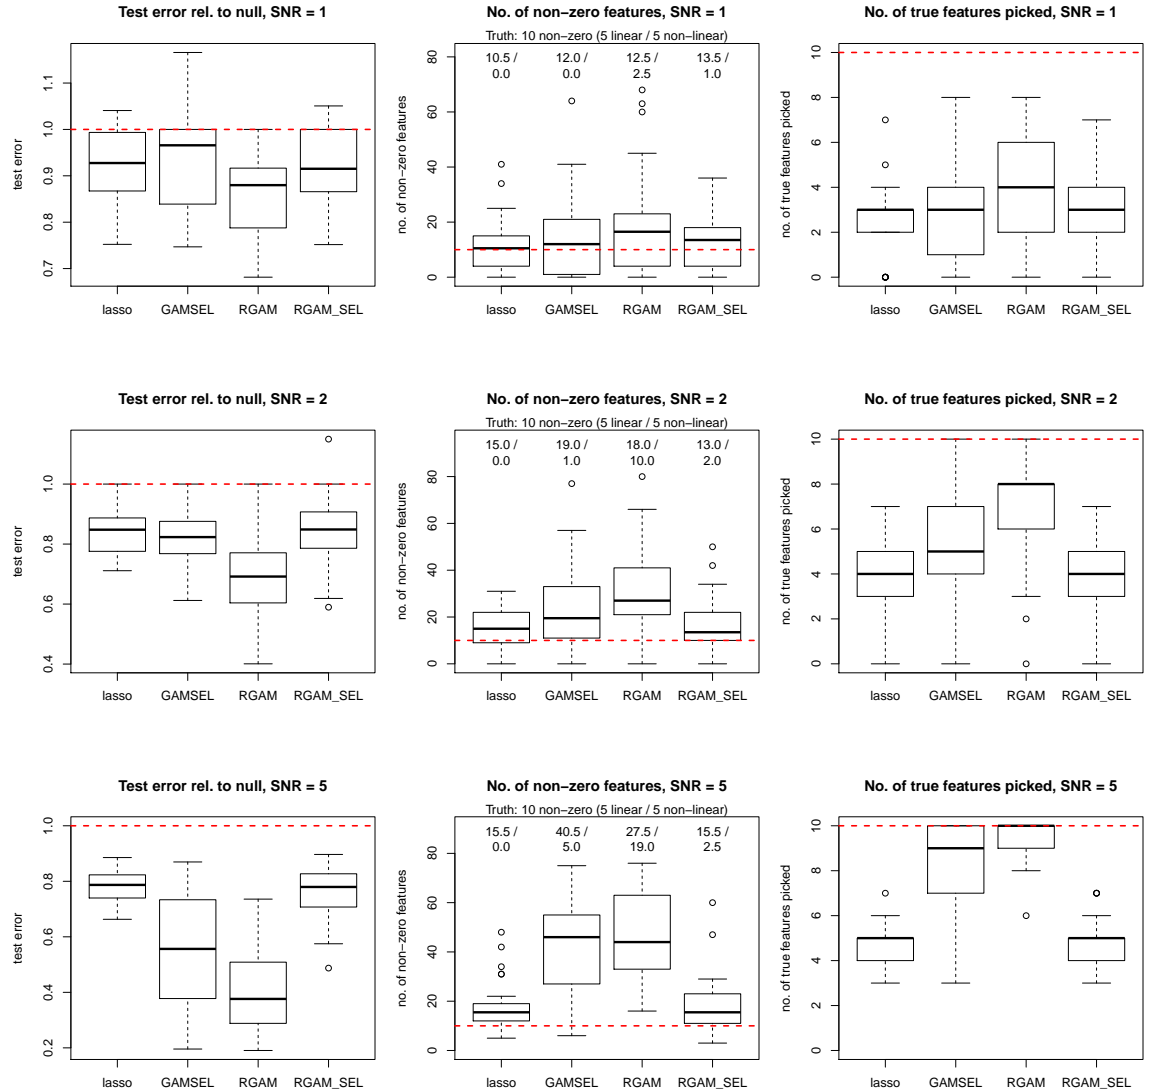 Test error rel. to null, SNR = 1
test error
1.1
1.0
0.9
0.8
0.7
lasso GAMSEL RGAM RGAM_SEL
No. of non−zero features, SNR = 1
Truth: 10 non−zero (5 linear / 5 non−linear)
10.5 / 12.0 / 12.5 / 13.5 /
0.0 0.0 2.5 1.0
no. of non−zero features
80
60
40
20
0
lasso GAMSEL RGAM RGAM_SEL
No. of true features picked, SNR = 1
no. of true features picked
10
8
6
4
2
0
lasso GAMSEL RGAM RGAM_SEL
Test error rel. to null, SNR = 2
test error
1.0
0.8
0.6
0.4
lasso GAMSEL RGAM RGAM_SEL
No. of non−zero features, SNR = 2
Truth: 10 non−zero (5 linear / 5 non−linear)
15.0 / 19.0 / 18.0 / 13.0 /
0.0 1.0 10.0 2.0
no. of non−zero features
80
60
40
20
0
lasso GAMSEL RGAM RGAM_SEL
No. of true features picked, SNR = 2
no. of true features picked
10
8
6
4
2
0
lasso GAMSEL RGAM RGAM_SEL
Test error rel. to null, SNR = 5
test error
1.0
0.8
0.6
0.4
0.2
lasso GAMSEL RGAM RGAM_SEL
No. of non−zero features, SNR = 5
Truth: 10 non−zero (5 linear / 5 non−linear)
15.5 / 40.5 / 27.5 / 15.5 /
0.0 5.0 19.0 2.5
no. of non−zero features
80
60
40
20
0
lasso GAMSEL RGAM RGAM_SEL
No. of true features picked, SNR = 5
no. of true features picked
10
8
6
4
2
0
lasso GAMSEL RGAM RGAM_SEL